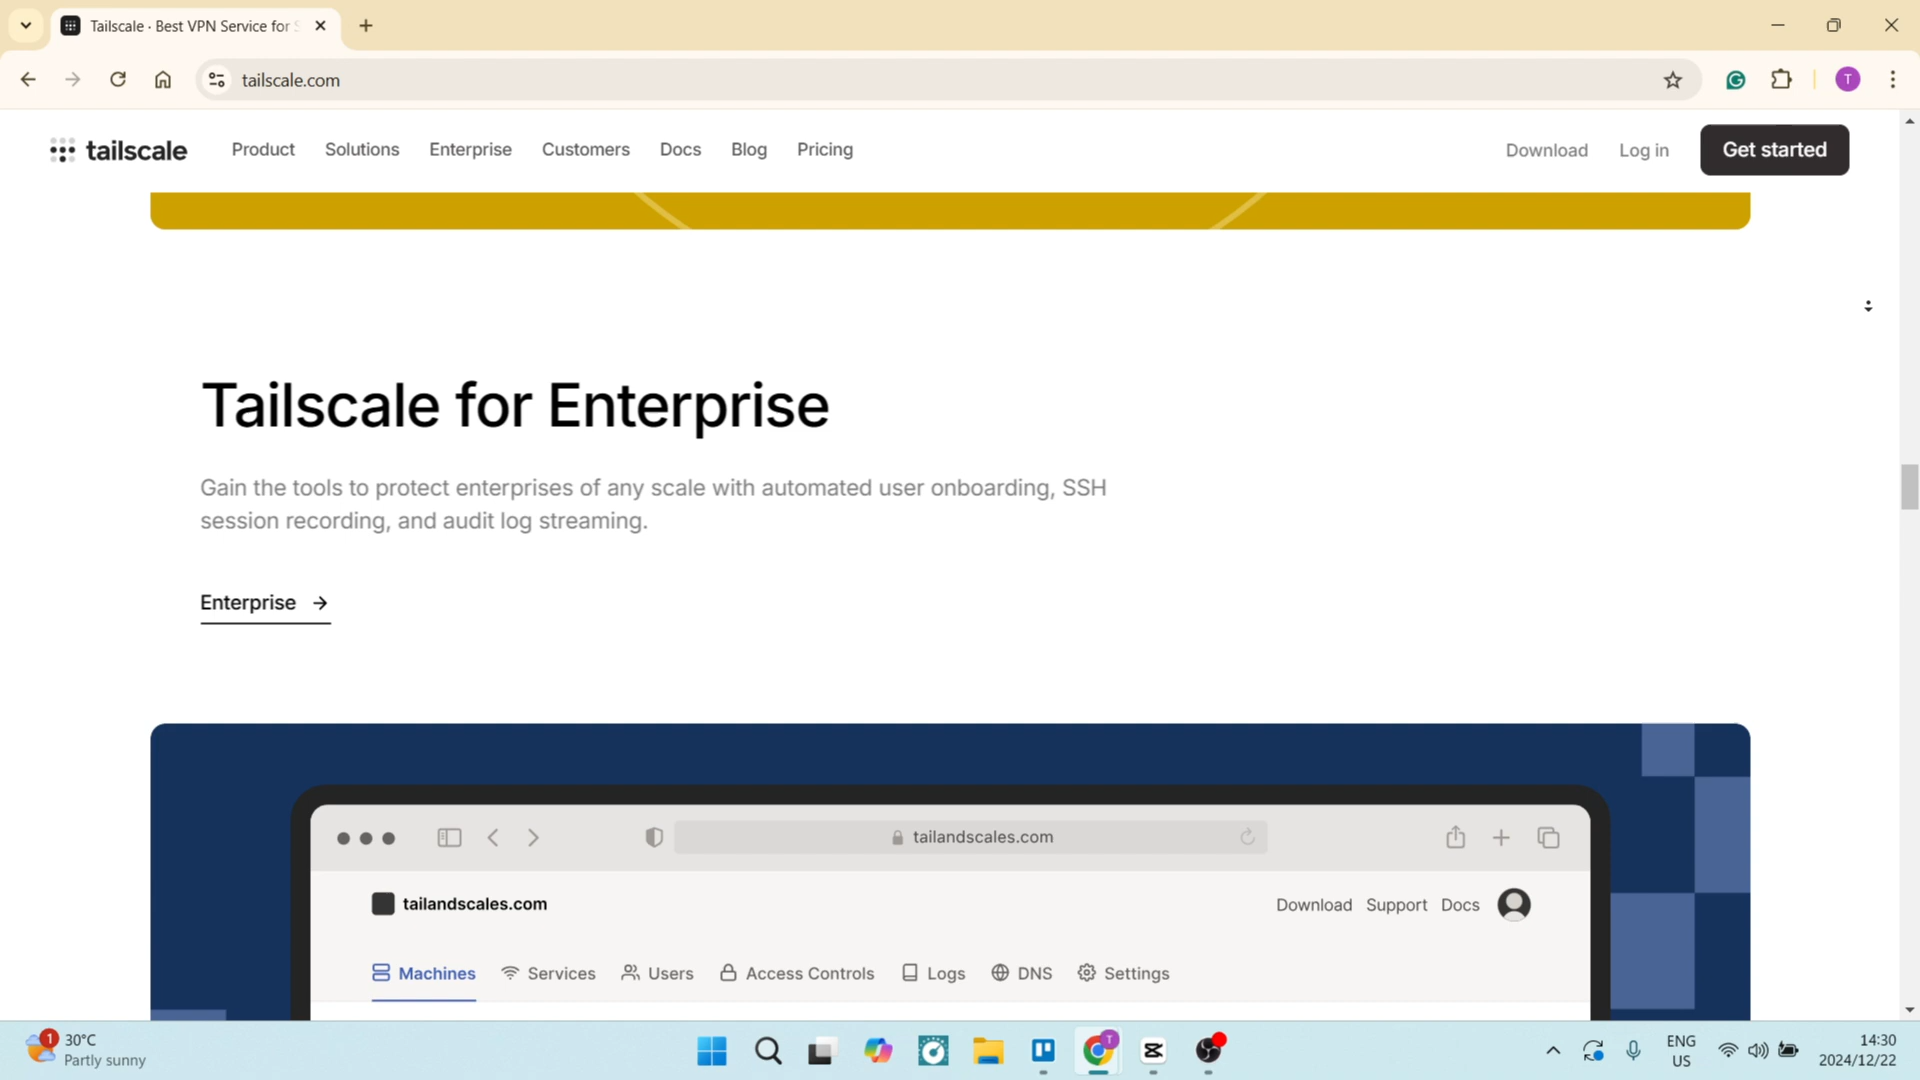 Tailscale · Best VPN Service for
tailscale.com
T
tailscale
Product
Solutions
Enterprise
Customers
Docs
Blog
Pricing
Download
Log in
Get started
Tailscale for Enterprise
Gain the tools to protect enterprises of any scale with automated user onboarding, SSH
session recording, and audit log streaming.
Enterprise →
tailandscales.com
tailandscales.com
Download
Support
Docs
Machines
Services
Users
Access Controls
Logs
DNS
Settings
1
30°C
Partly sunny
T
ENG
US
14:30
2024/12/22